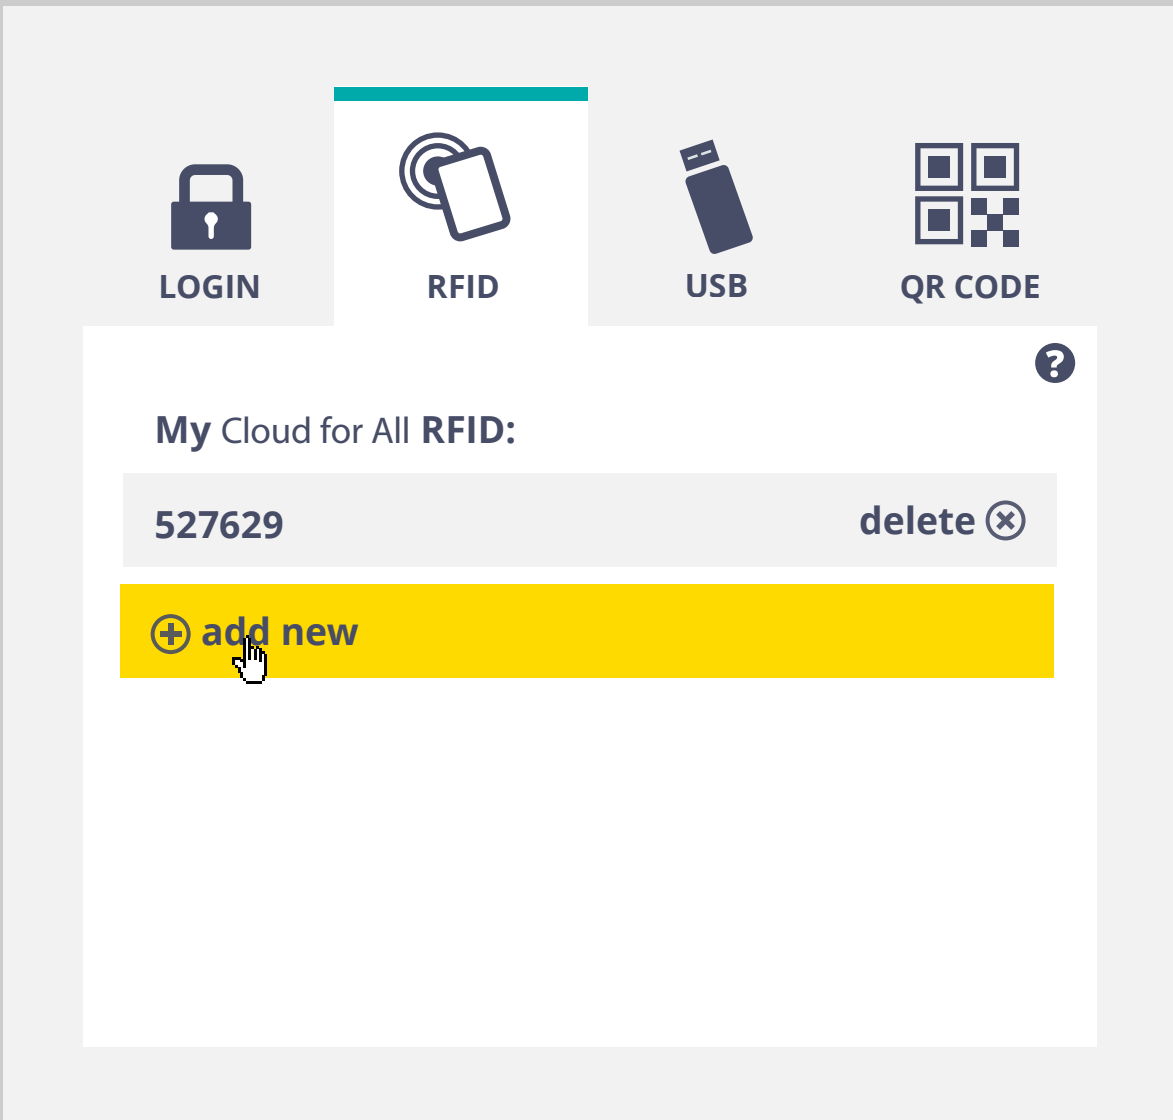 LOGIN
RFID
USB
QR CODE
?
My Cloud for All RFID:
527629
delete
add new